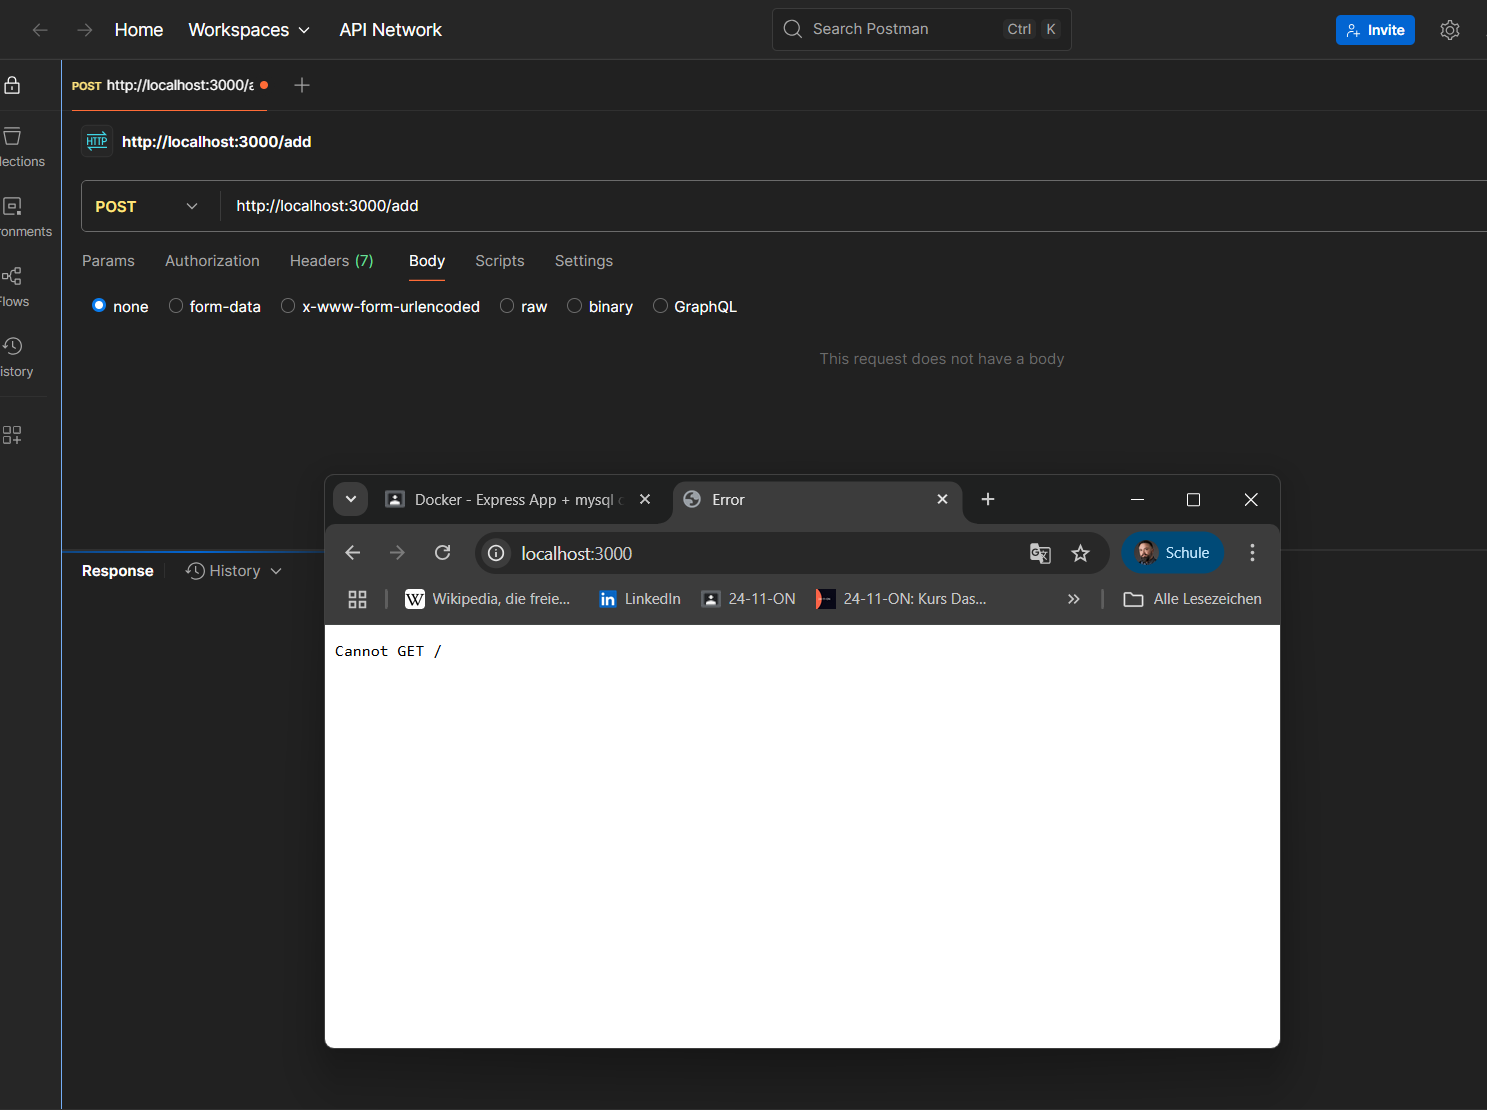 Home Workspaces API Network Search Postman Ctrl K Invite
POST http://localhost:3000/a
HTTP http://localhost:3000/add
lections
POST http://localhost:3000/add
ronments
Params Authorization Headers (7) Body Scripts Settings
Flows
none form-data x-www-form-urlencoded raw binary GraphQL
This request does not have a body
istory
Docker - Express App + mysql c Error
localhost:3000 Schule
Response History
W Wikipedia, die freie... in LinkedIn 24-11-ON 24-11-ON: Kurs Das... Alle Lesezeichen
Cannot GET /